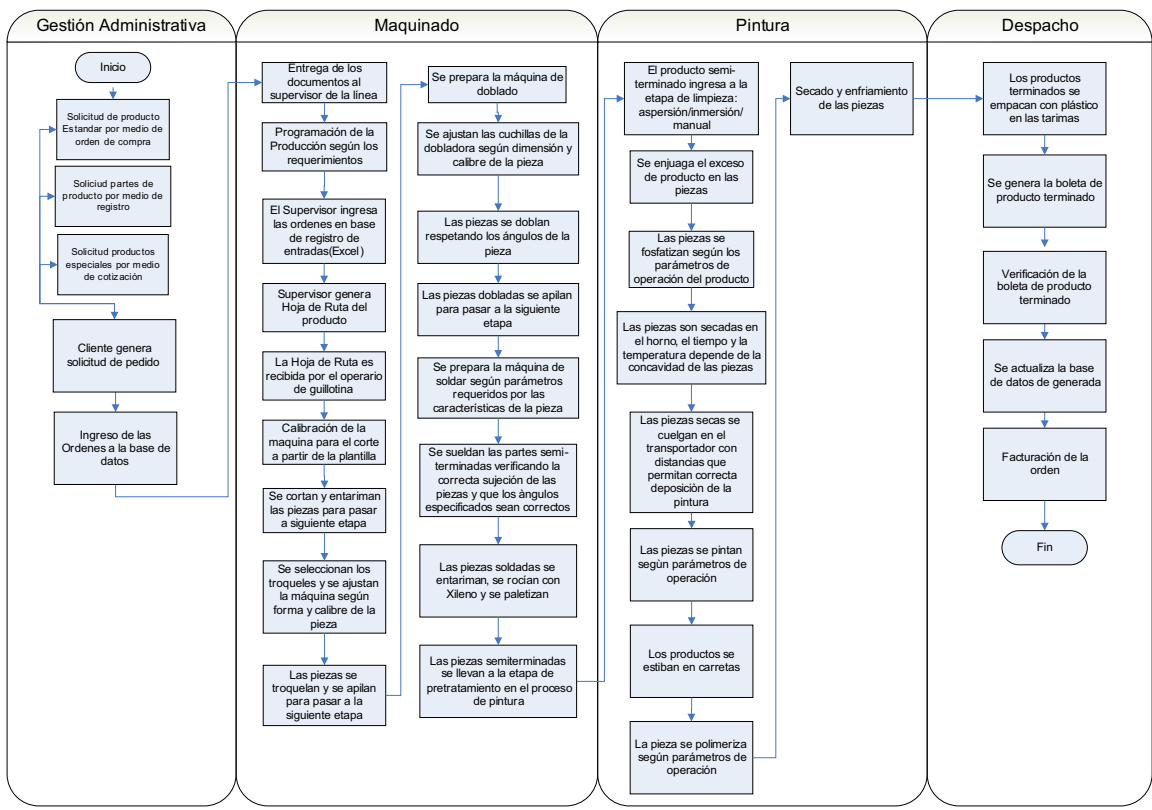 Gestión Administrativa
Inicio
Solicitud de producto
Estandar por medio de
orden de compra
Soliciud partes de
producto por medio de
registro
Solicitud productos
especiales por medio
de cotización
Cliente genera
solicitud de pedido
Ingreso de las
Ordenes a la base de
datos
Maquinado
Entrega de los
documentos al
supervisor de la línea
Programación de la
Producción según los
requerimientos
El Supervisor ingresa
las ordenes en base
de registro de
entradas(Excel)
Supervisor genera
Hoja de Ruta del
producto
La Hoja de Ruta es
recibida por el operario
de guillotina
Calibración de la
maquina para el corte
a partir de la plantilla
Se cortan y entariman
las piezas para pasar
a siguiente etapa
Se seleccionan los
troqueles y se ajustan
la máquina según
forma y calibre de la
pieza
Las piezas se
troquelan y se apilan
para pasar a la
siguiente etapa
Se prepara la máquina de
doblado
Se ajustan las cuchillas de la
dobladora según dimensión y
calibre de la pieza
Las piezas se doblan
respetando los ángulos de la
pieza
Las piezas dobladas se apilan
para pasar a la siguiente
etapa
Se prepara la máquina de
soldar según parámetros
requeridos por las
características de la pieza
Se sueldan las partes semi-
terminadas verificando la
correcta sujeción de las
piezas y que los àngulos
especificados sean correctos
Las piezas soldadas se
entariman, se rocían con
Xileno y se paletizan
Las piezas semiterminadas
se llevan a la etapa de
pretratamiento en el proceso
de pintura
Pintura
El producto semi-
terminado ingresa a la
etapa de limpieza:
aspersión/inmersión/
manual
Se enjuaga el exceso
de producto en las
piezas
Las piezas se
fosfatizan según los
parámetros de
operación del producto
Las piezas son secadas en
el horno, el tiempo y la
temperatura depende de la
concavidad de las piezas
Las piezas secas se
cuelgan en el
transportador con
distancias que
permitan correcta
deposiciòn de la
pintura
Las piezas se pintan
segùn parámetros de
operación
Los productos se
estiban en carretas
La pieza se polimeriza
según parámetros de
operación
Secado y enfriamiento
de las piezas
Despacho
Los productos
terminados se
empacan con plástico
en las tarimas
Se genera la boleta de
producto terminado
Verificación de la
boleta de producto
terminado
Se actualiza la base
de datos de generada
Facturación de la
orden
Fin